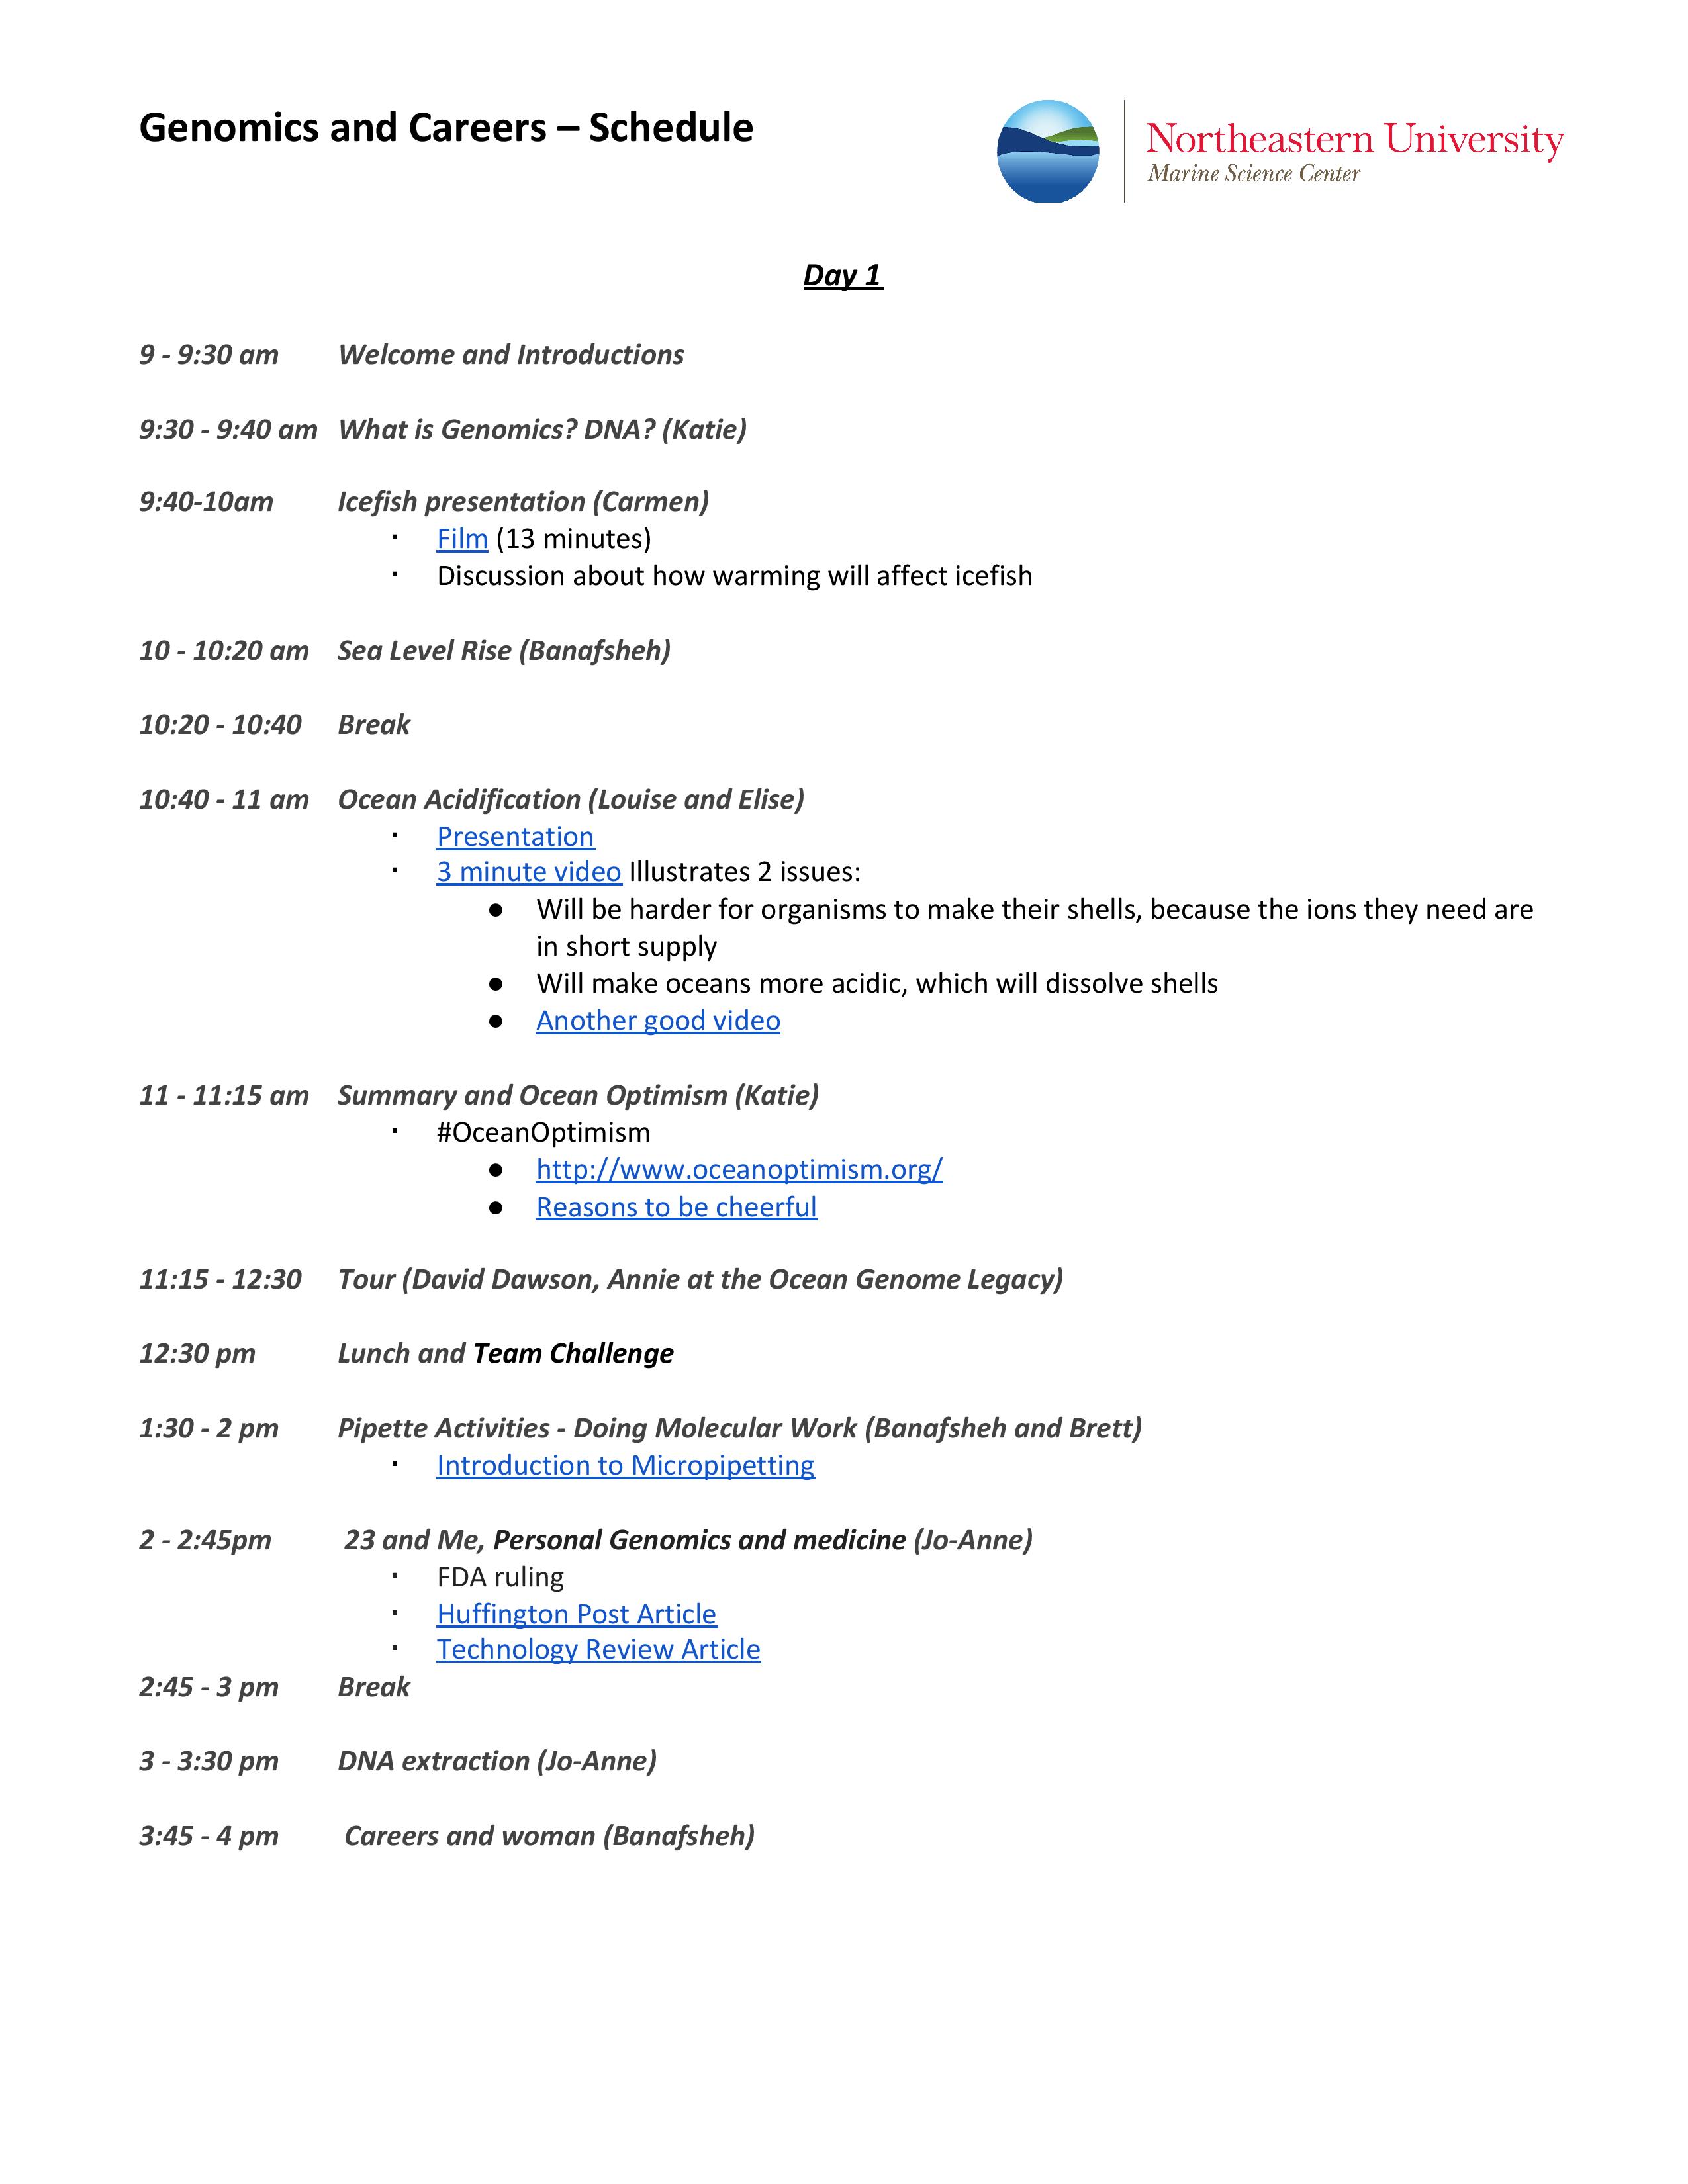 Genomics and Careers – Schedule
Northeastern University
Marine Science Center
Day 1
9 - 9:30 am Welcome and Introductions
9:30 - 9:40 am What is Genomics? DNA? (Katie)
9:40-10am Icefish presentation (Carmen)
▪ Film (13 minutes)
▪ Discussion about how warming will affect icefish
10 - 10:20 am Sea Level Rise (Banafsheh)
10:20 - 10:40 Break
10:40 - 11 am Ocean Acidification (Louise and Elise)
▪ Presentation
▪ 3 minute video Illustrates 2 issues:
● Will be harder for organisms to make their shells, because the ions they need are
in short supply
● Will make oceans more acidic, which will dissolve shells
● Another good video
11 - 11:15 am Summary and Ocean Optimism (Katie)
▪ #OceanOptimism
● http://www.oceanoptimism.org/
● Reasons to be cheerful
11:15 - 12:30 Tour (David Dawson, Annie at the Ocean Genome Legacy)
12:30 pm Lunch and Team Challenge
1:30 - 2 pm Pipette Activities - Doing Molecular Work (Banafsheh and Brett)
▪ Introduction to Micropipetting
2 - 2:45pm 23 and Me, Personal Genomics and medicine (Jo-Anne)
▪ FDA ruling
▪ Huffington Post Article
▪ Technology Review Article
2:45 - 3 pm Break
3 - 3:30 pm DNA extraction (Jo-Anne)
3:45 - 4 pm Careers and woman (Banafsheh)